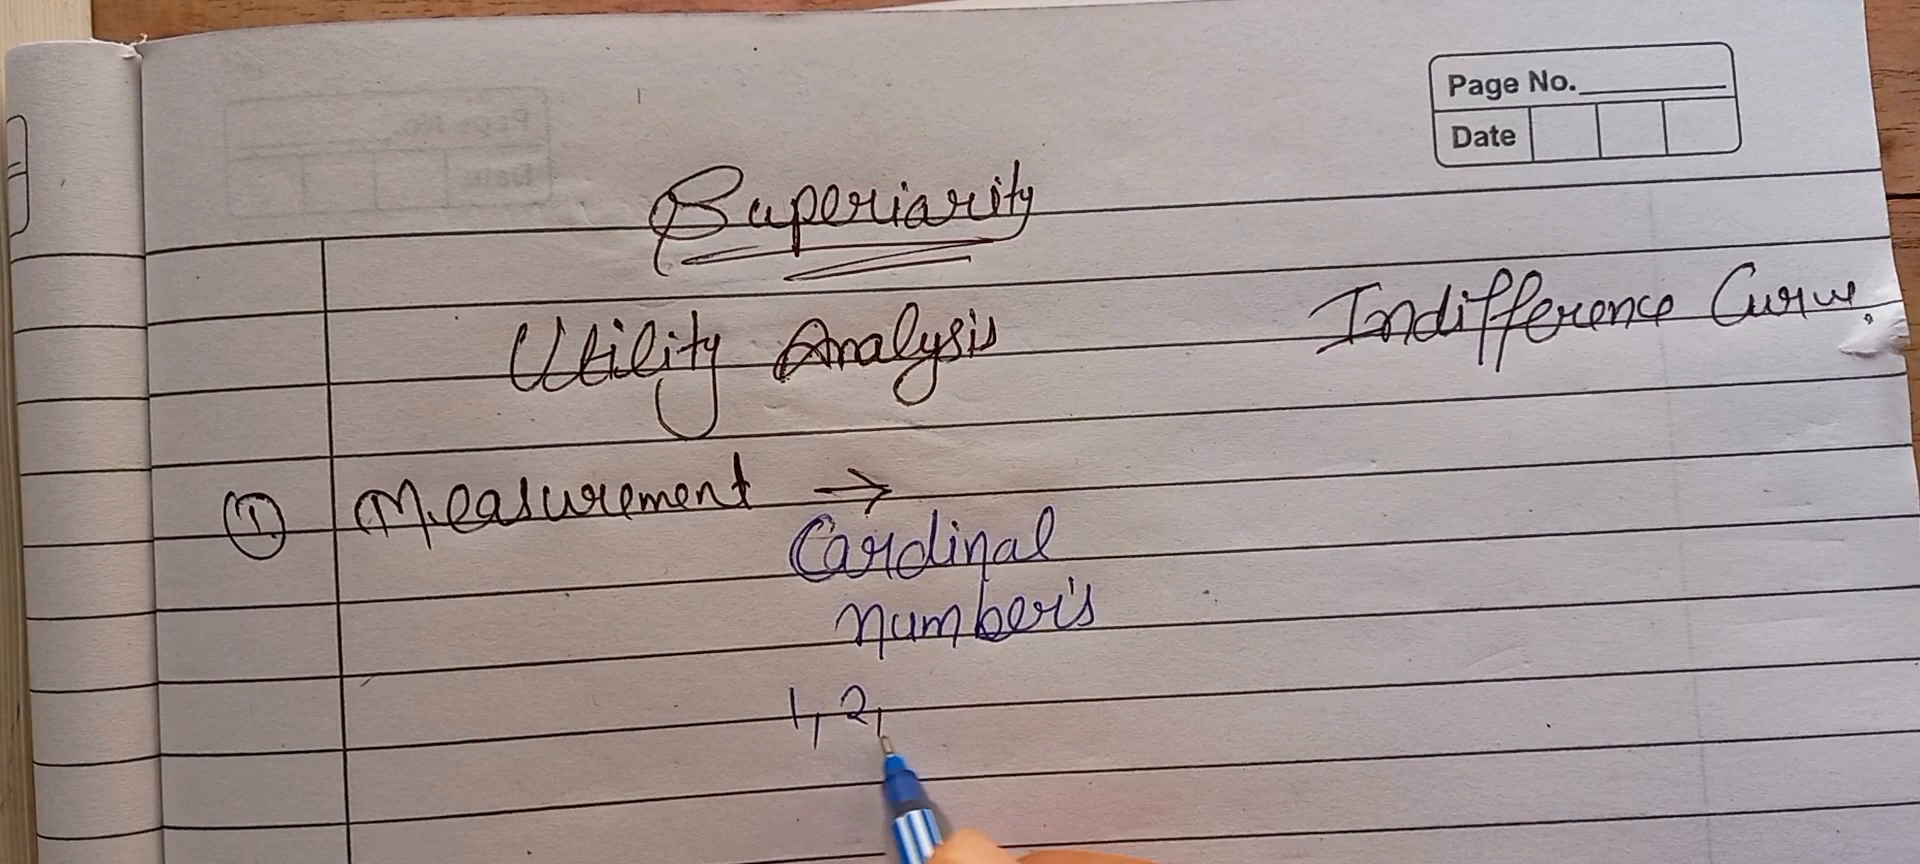 Page No.
Date
Superiarity
Utility Analysis
Indifference Curve.
① Measurement →
Cardinal
number's
1, 2,